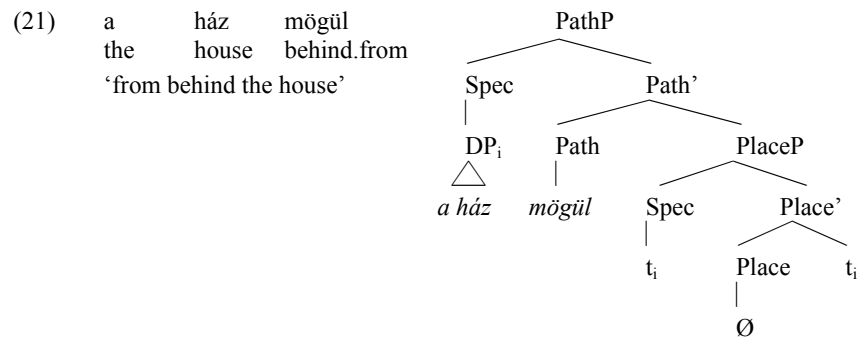 (21) a ház mögül PathP
the house behind.from
‘from behind the house’ Spec Path’
DPᵢ Path PlaceP
a ház mögül Spec Place’
tᵢ Place tᵢ
Ø